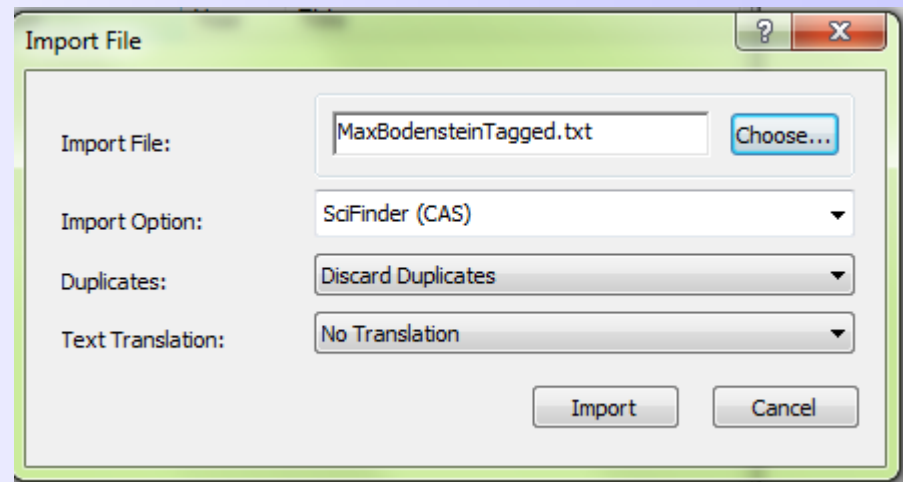 Import File
Import File:
MaxBodensteinTagged.txt
Choose...
Import Option:
SciFinder (CAS)
Duplicates:
Discard Duplicates
Text Translation:
No Translation
Import
Cancel